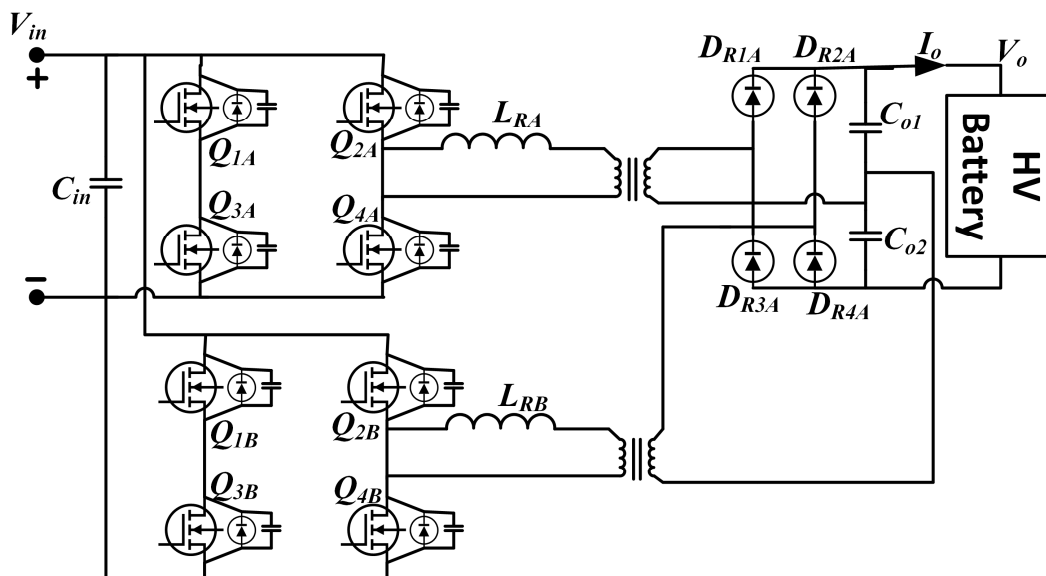 V_in
+
D_R1A
D_R2A
I_o
V_o
L_RA
C_o1
Q_1A
Q_2A
C_in
HV
Battery
Q_3A
Q_4A
C_o2
−
D_R3A
D_R4A
L_RB
Q_1B
Q_2B
Q_3B
Q_4B